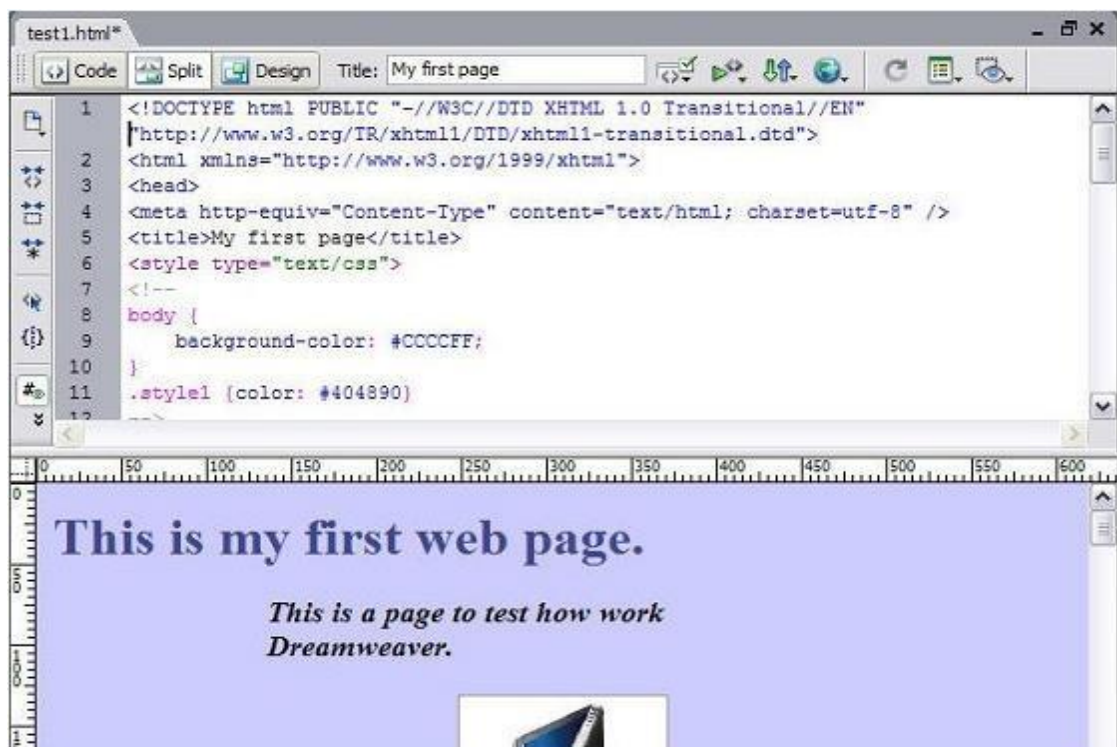 test1.html*
Code Split Design Title: My first page
1 <!DOCTYPE html PUBLIC "-//W3C//DTD XHTML 1.0 Transitional//EN"
"http://www.w3.org/TR/xhtml1/DTD/xhtml1-transitional.dtd">
2 <html xmlns="http://www.w3.org/1999/xhtml">
3 <head>
4 <meta http-equiv="Content-Type" content="text/html; charset=utf-8" />
5 <title>My first page</title>
6 <style type="text/css">
7 <!--
8 body {
9 background-color: #CCCCFF;
10 }
11 .style1 {color: #404890}
12 -->
0 50 100 150 200 250 300 350 400 450 500 550 600
0
50
100
This is my first web page.
This is a page to test how work
Dreamweaver.